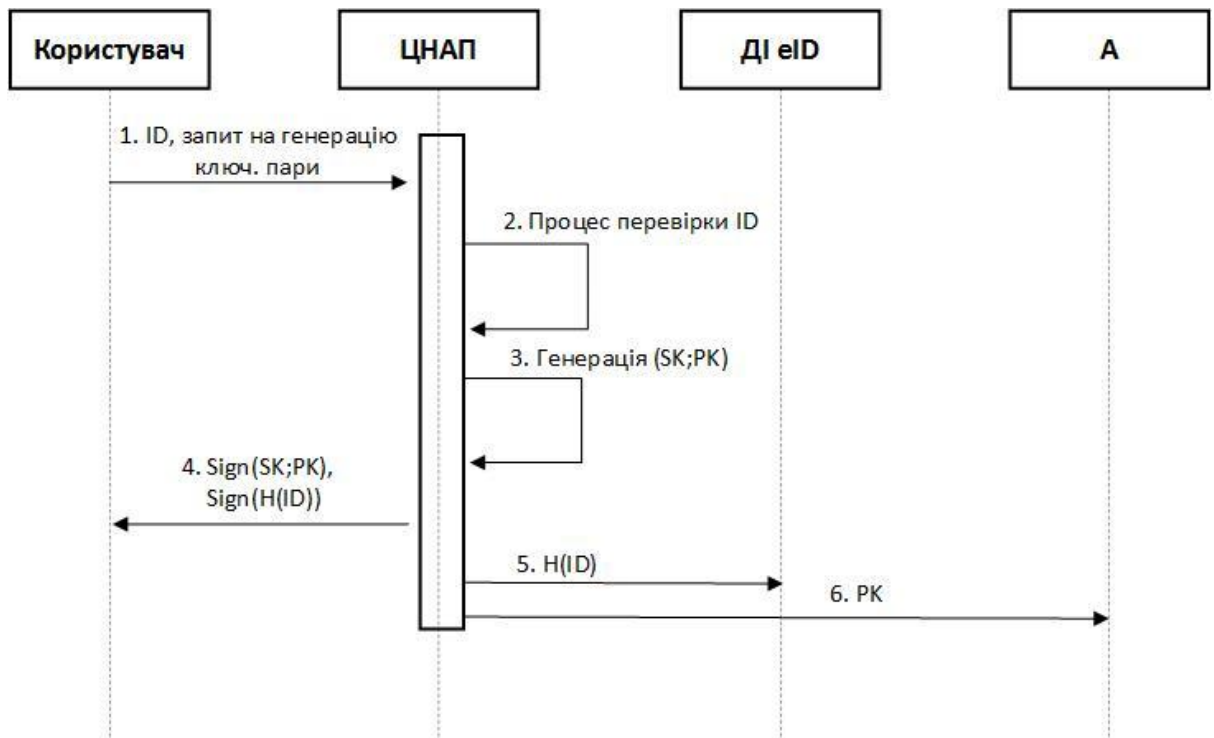 Користувач
ЦНАП
ДІ eID
А
1. ID, запит на генерацію
ключ. пари
2. Процес перевірки ID
3. Генерація (SK;PK)
4. Sign(SK;PK),
Sign(H(ID))
5. H(ID)
6. PK